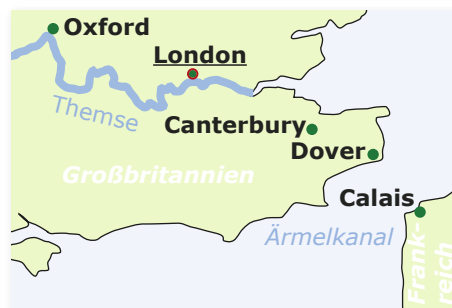 Oxford
London
Themse
Canterbury
Dover
Großbritannien
Calais
Ärmelkanal
Frank-
reich